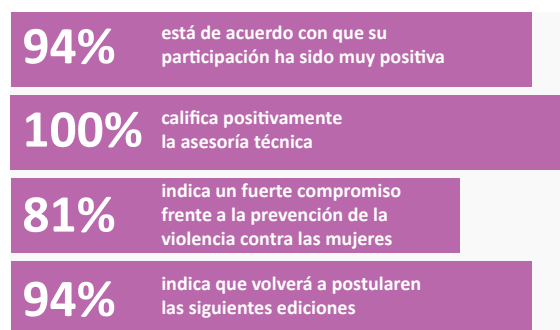 94%
está de acuerdo con que su
participación ha sido muy positiva
100%
califica positivamente
la asesoría técnica
81%
indica un fuerte compromiso
frente a la prevención de la
violencia contra las mujeres
94%
indica que volverá a postularen
las siguientes ediciones